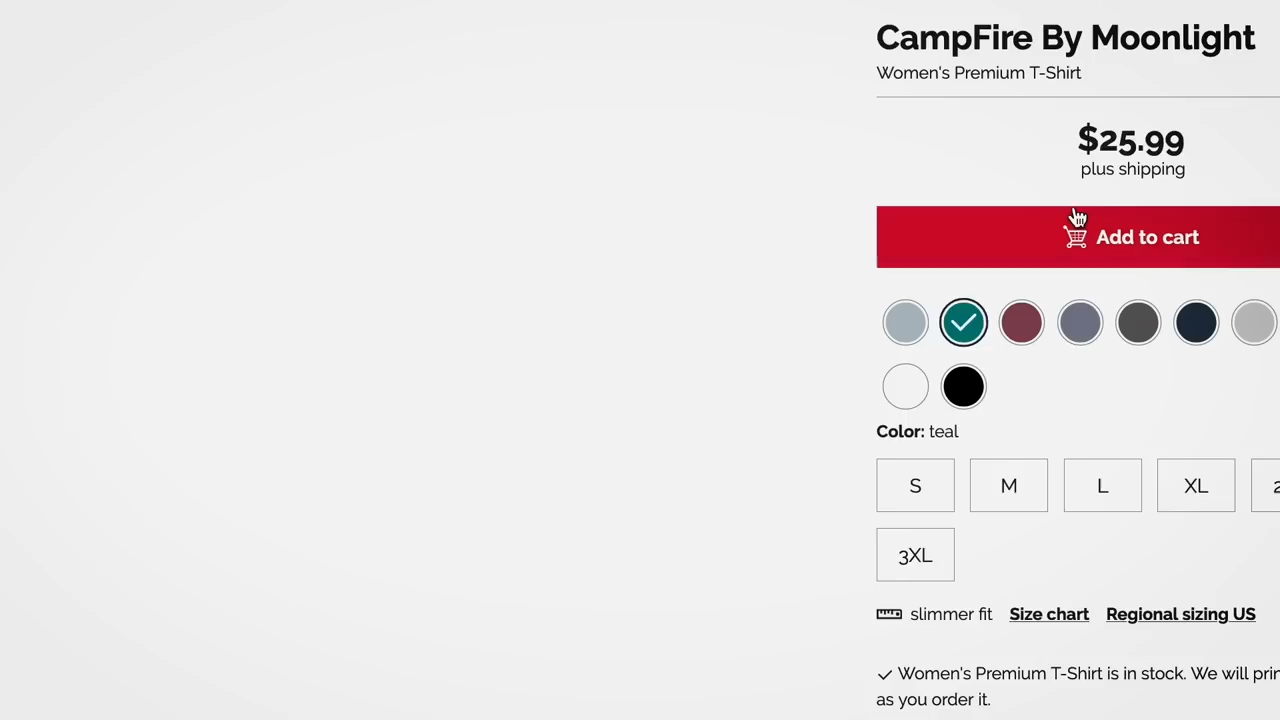 CampFire By Moonlight
Women's Premium T-Shirt
$25.99
plus shipping
Add to cart
Color: teal
S M L XL 2
3XL
slimmer fit Size chart Regional sizing US
Women's Premium T-Shirt is in stock. We will prin
as you order it.